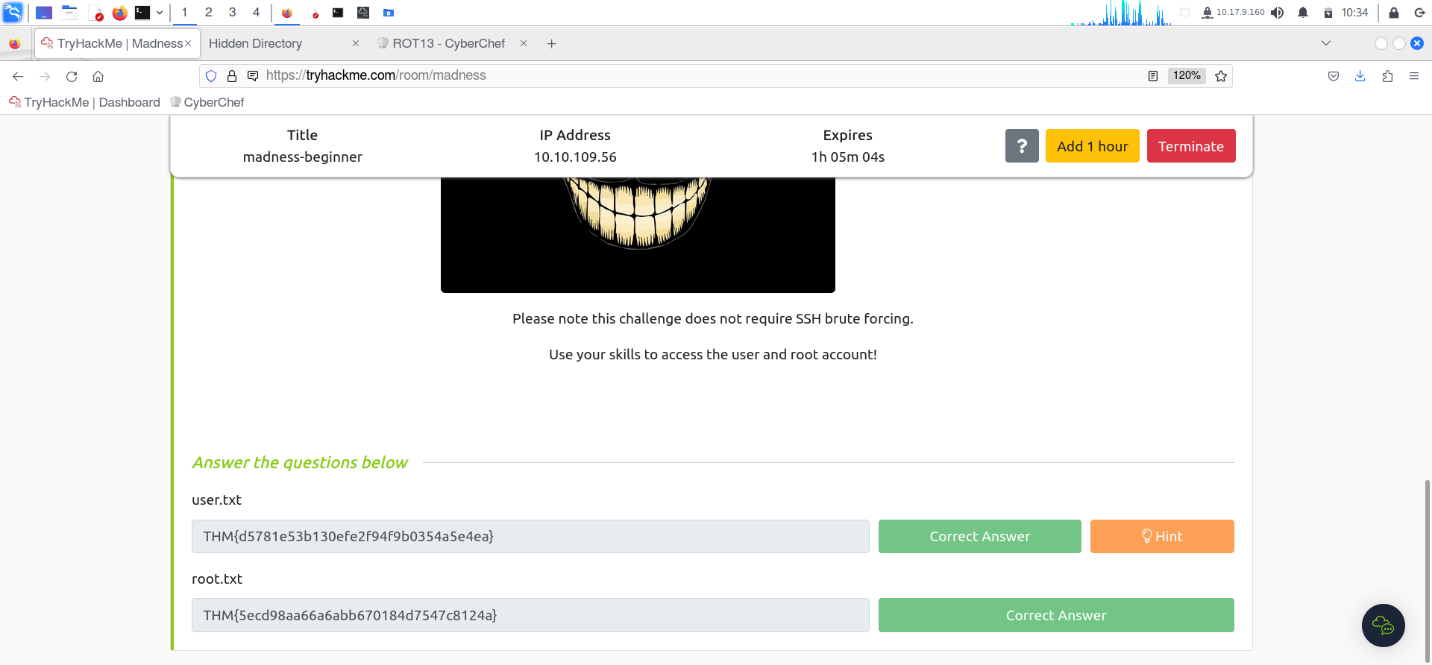 1 2 3 4 10.17.9.160 10:34
TryHackMe | Madness Hidden Directory ROT13 - CyberChef
https://tryhackme.com/room/madness 120%
TryHackMe | Dashboard CyberChef
Title IP Address Expires
madness-beginner 10.10.109.56 1h 05m 04s ? Add 1 hour Terminate
Please note this challenge does not require SSH brute forcing.
Use your skills to access the user and root account!
Answer the questions below
user.txt
THM{d5781e53b130efe2f94f9b0354a5e4ea} Correct Answer Hint
root.txt
THM{5ecd98aa66a6abb670184d7547c8124a} Correct Answer